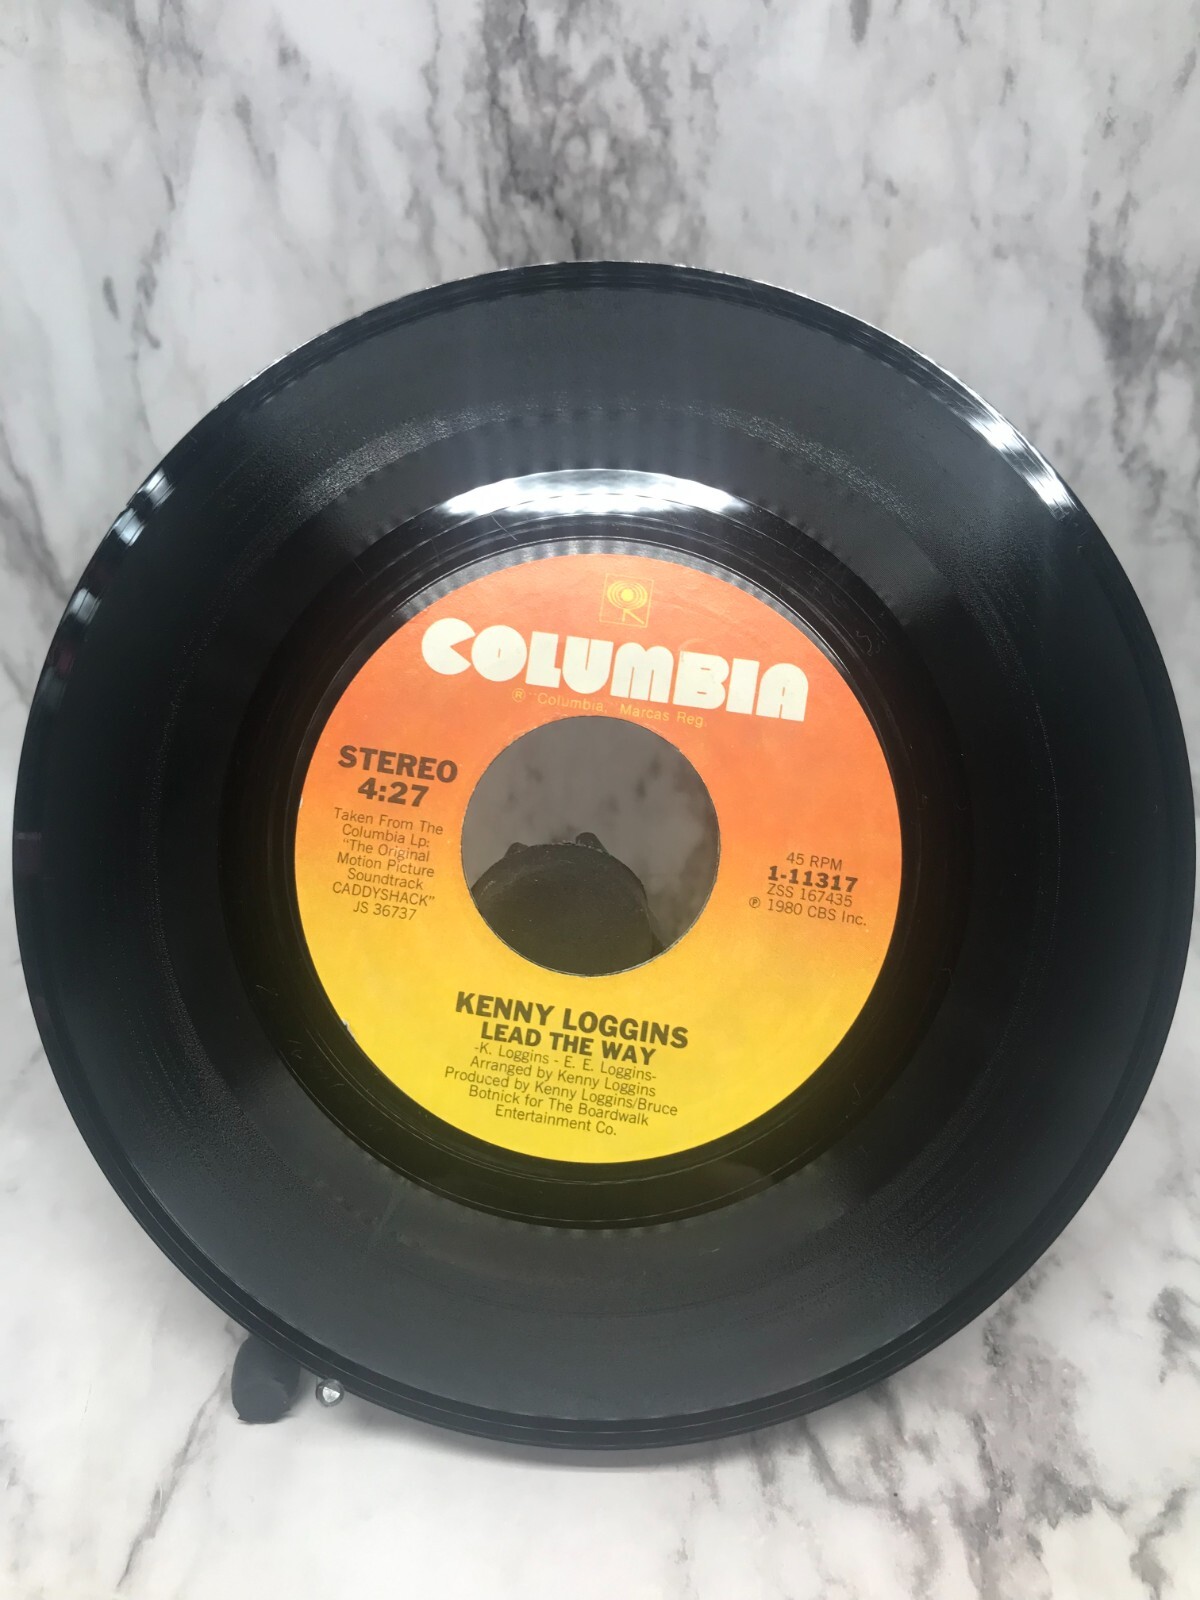 COLUMBIA
® "Columbia," Marcas Reg.
STEREO
4:27
Taken From The
Columbia Lp:
"The Original
Motion Picture
Soundtrack
CADDYSHACK"
JS 36737
45 RPM
1-11317
ZSS 167435
℗ 1980 CBS Inc.
KENNY LOGGINS
LEAD THE WAY
-K. Loggins - E. E. Loggins-
Arranged by Kenny Loggins
Produced by Kenny Loggins/Bruce
Botnick for The Boardwalk
Entertainment Co.